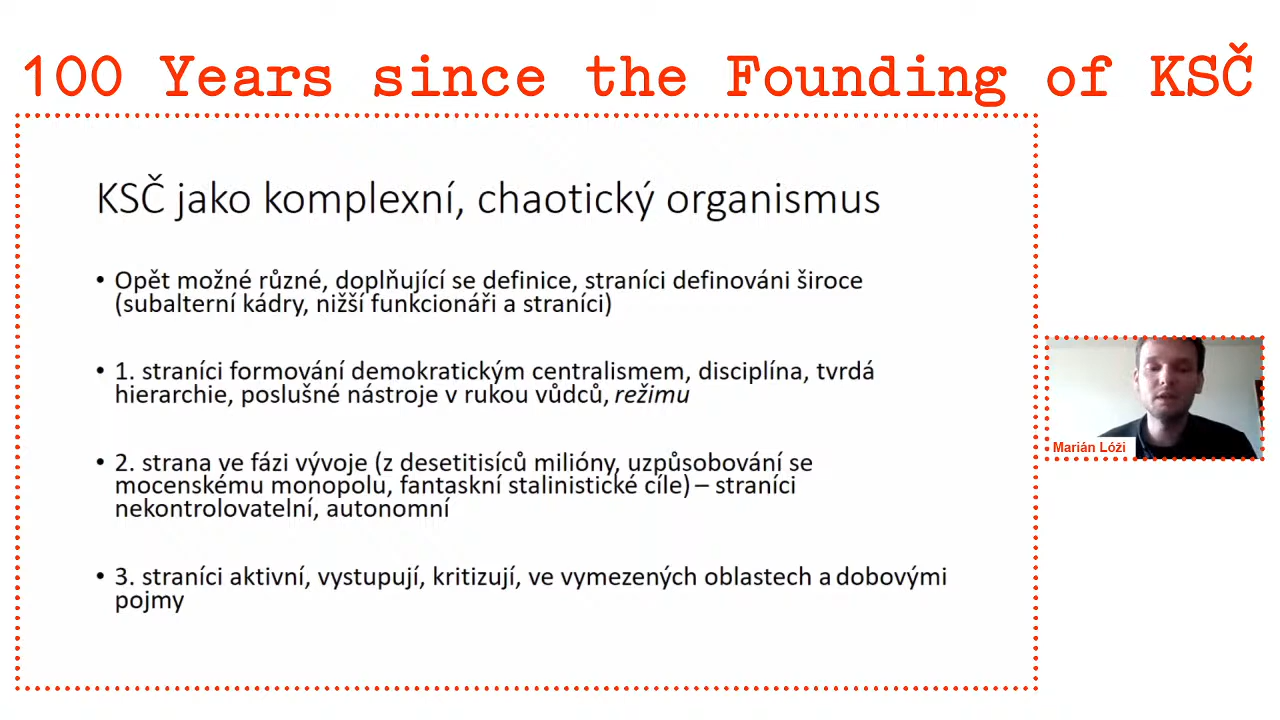 100 Years since the Founding of KSČ
KSČ jako komplexní, chaotický organismus
• Opět možné různé, doplňující se definice, straníci definováni široce
(subalterní kádry, nižší funkcionáři a straníci)
• 1. straníci formování demokratickým centralismem, disciplína, tvrdá
hierarchie, poslušné nástroje v rukou vůdců, režimu
• 2. strana ve fázi vývoje (z desetitisíců milióny, uzpůsobování se
mocenskému monopolu, fantaskní stalinistické cíle) – straníci
nekontrolovatelní, autonomní
• 3. straníci aktivní, vystupují, kritizují, ve vymezených oblastech a dobovými
pojmy
Marián Lóži